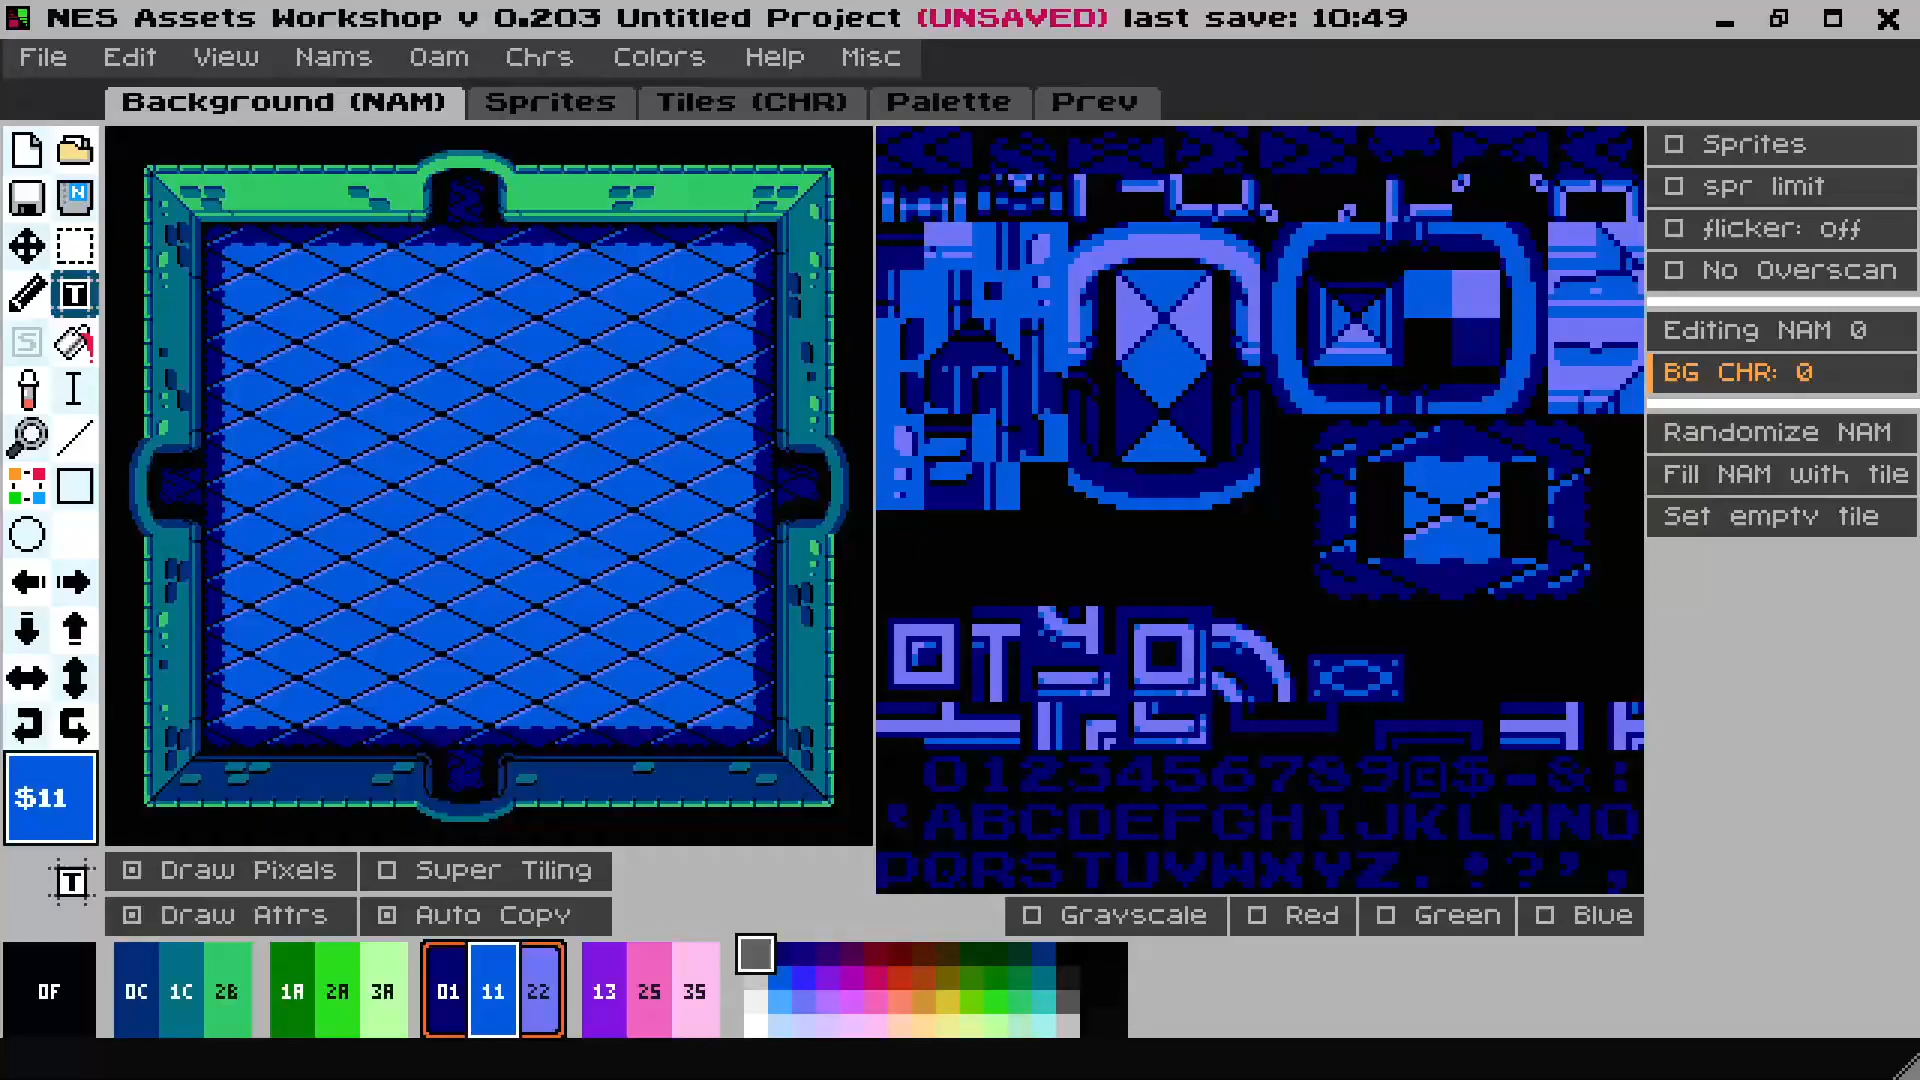 NES Assets Workshop v 0.203 Untitled Project (UNSAVED) last save: 10:49
File Edit View Nams Oam Chrs Colors Help Misc
Background (NAM) Sprites Tiles (CHR) Palette Prev
Sprites
spr limit
flicker: off
No Overscan
Editing NAM 0
BG CHR: 0
Randomize NAM
Fill NAM with tile
Set empty tile
N
T
S
$11
0123456789@$-&:
'ABCDEFGHIJKLMNO
PQRSTUVWXYZ.!?',
T
Draw Pixels Super Tiling
Draw Attrs Auto Copy
Grayscale Red Green Blue
0F 0C 1C 2B 1A 2A 3A 01 11 22 13 25 35